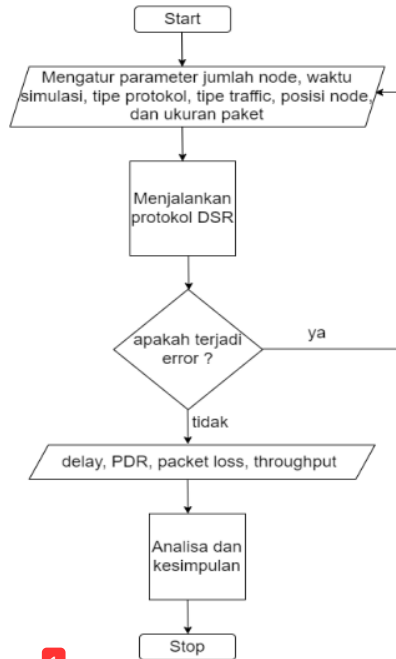 Start
Mengatur parameter jumlah node, waktu
simulasi, tipe protokol, tipe traffic, posisi node,
dan ukuran paket
Menjalankan
protokol DSR
apakah terjadi
error ?
ya
tidak
delay, PDR, packet loss, throughput
Analisa dan
kesimpulan
Stop